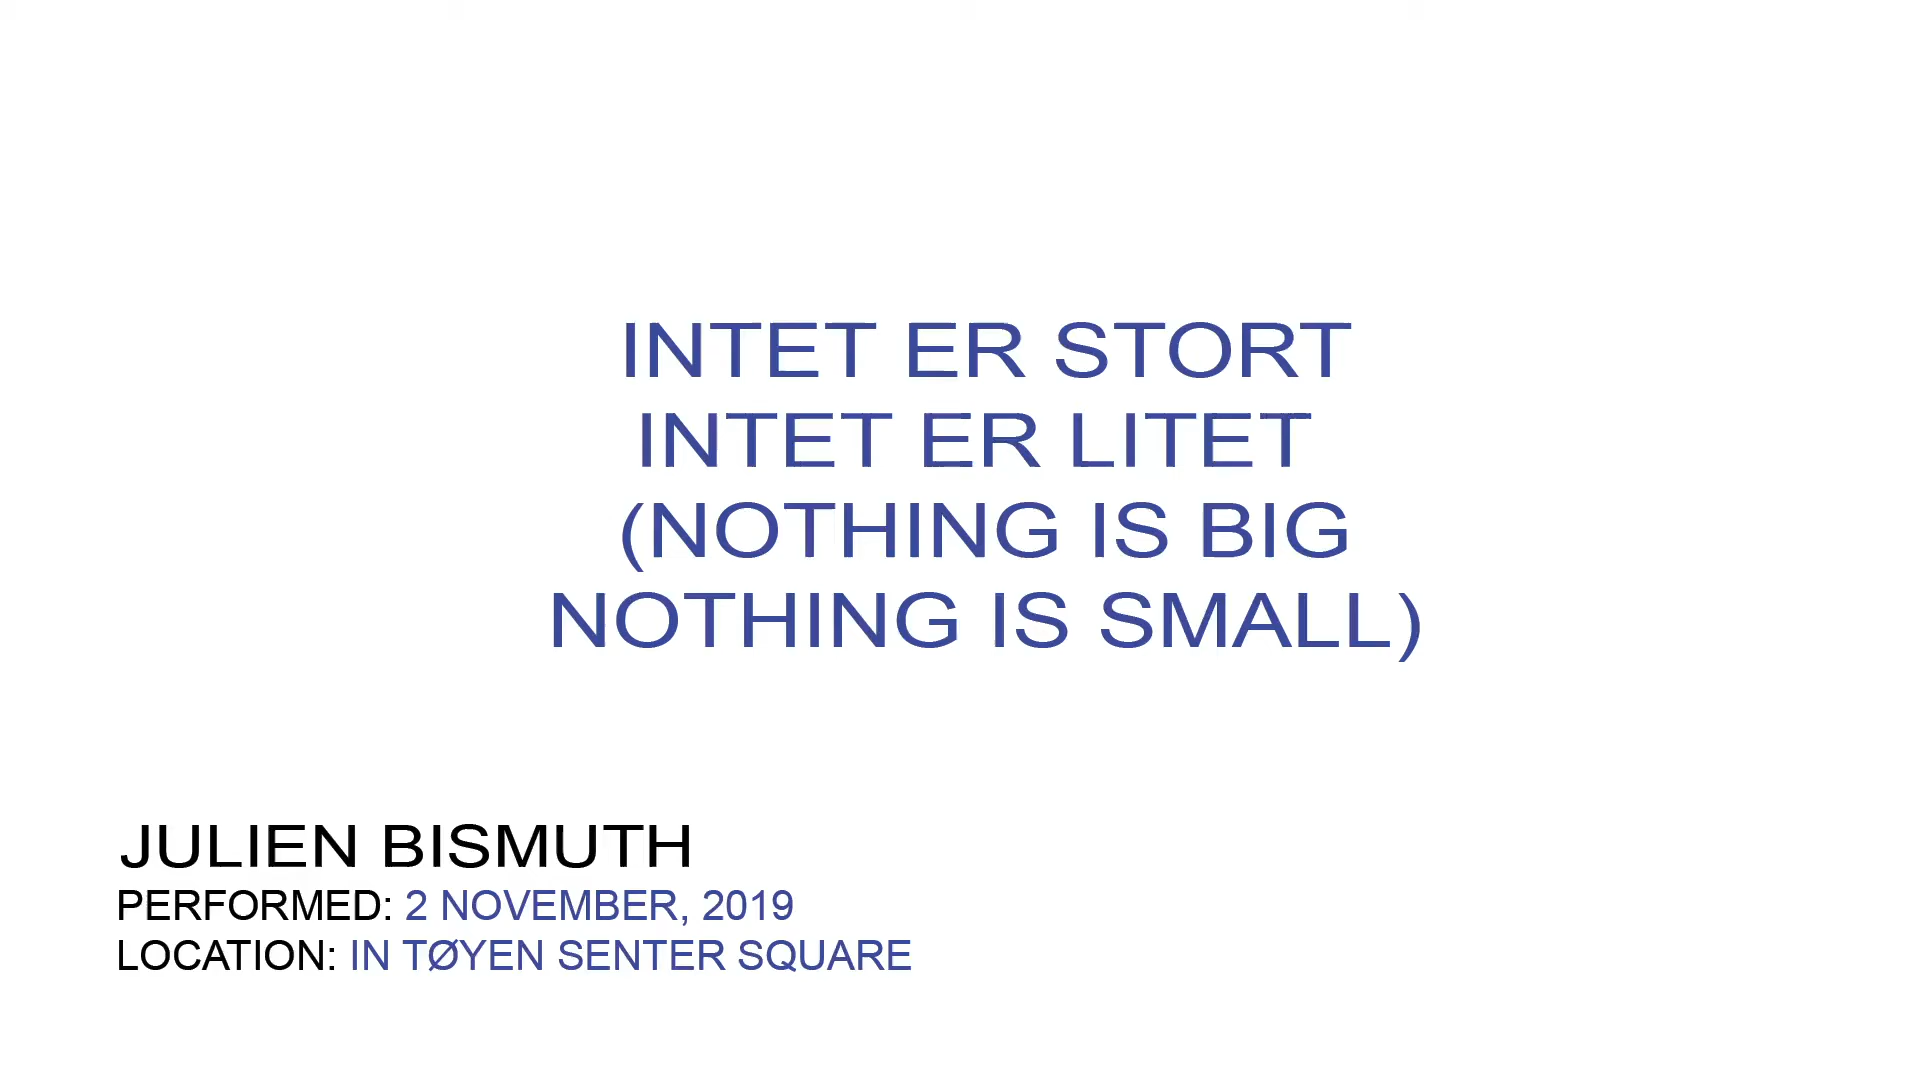 INTET ER STORT
INTET ER LITET
(NOTHING IS BIG
NOTHING IS SMALL)
JULIEN BISMUTH
PERFORMED: 2 NOVEMBER, 2019
LOCATION: IN TØYEN SENTER SQUARE